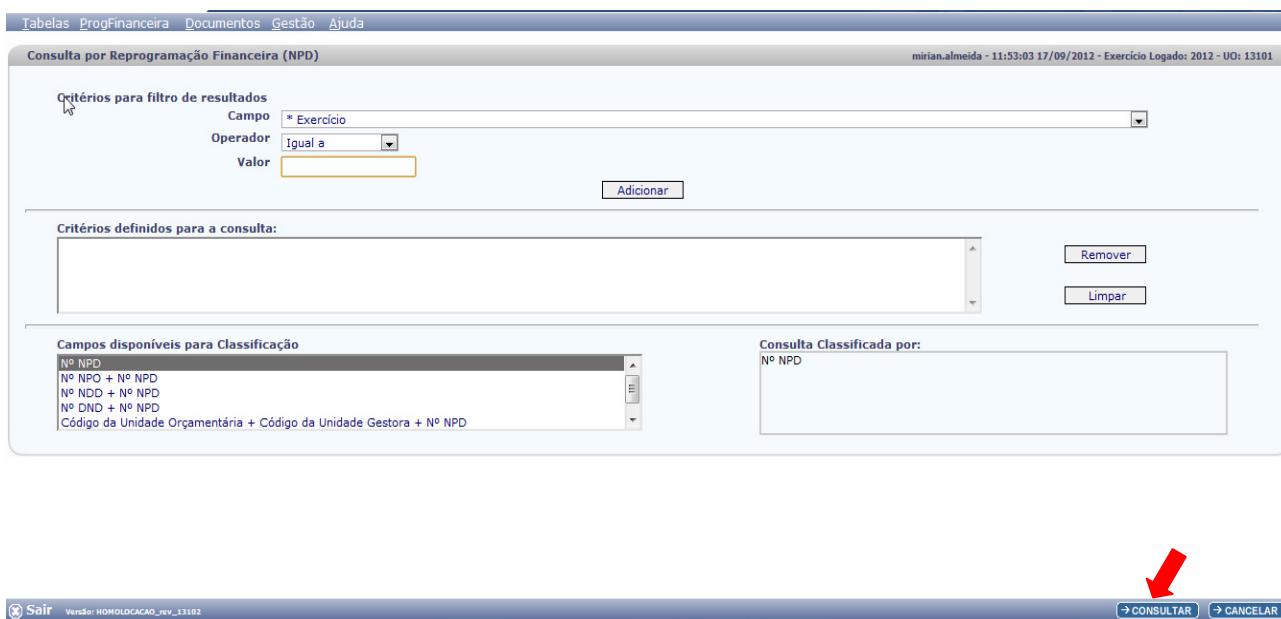 Tabelas ProgFinanceira Documentos Gestão Ajuda
Consulta por Reprogramação Financeira (NPD) mirian.almeida - 11:53:03 17/09/2012 - Exercício Logado: 2012 - UO: 13101
Critérios para filtro de resultados
Campo * Exercício
Operador Igual a
Valor
Adicionar
Critérios definidos para a consulta:
Remover
Limpar
Campos disponíveis para Classificação Consulta Classificada por:
Nº NPD Nº NPD
Nº NPO + Nº NPD
Nº NDD + Nº NPD
Nº DND + Nº NPD
Código da Unidade Orçamentária + Código da Unidade Gestora + Nº NPD
Sair Versão: HOMOLOCACAO_rev_13102 CONSULTAR CANCELAR